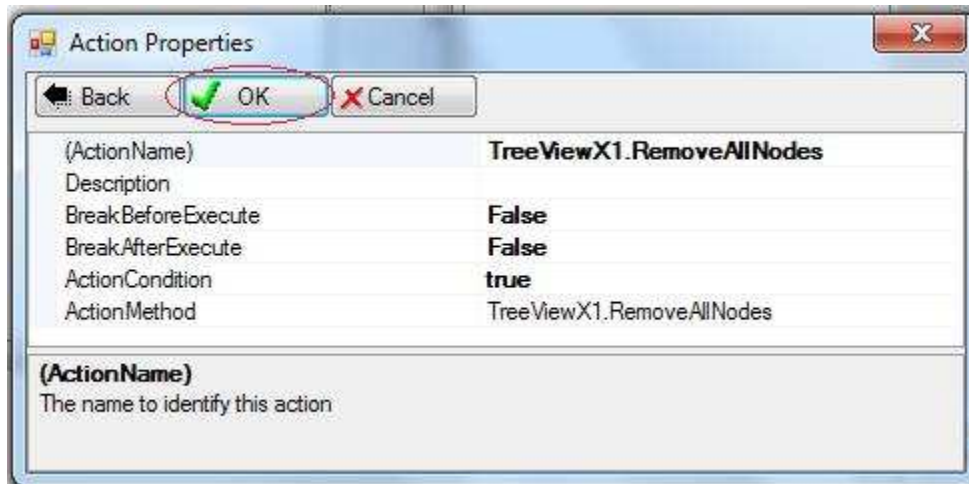 Action Properties
Back OK Cancel
(ActionName) TreeViewX1.RemoveAllNodes
Description
BreakBeforeExecute False
BreakAfterExecute False
ActionCondition true
ActionMethod TreeViewX1.RemoveAllNodes
(ActionName)
The name to identify this action